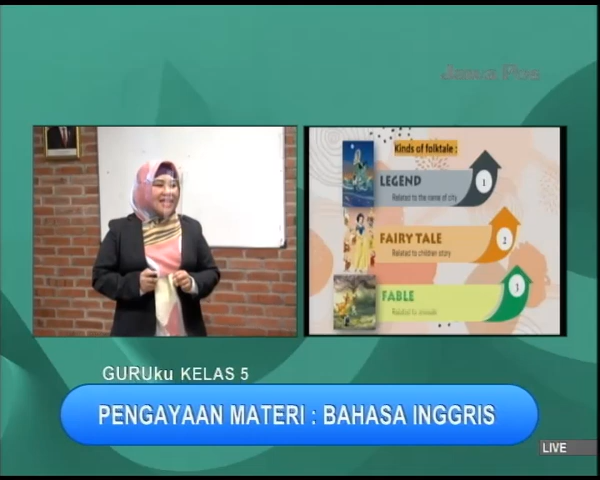 Jawa Pos
Kinds of folktale :
LEGEND
1
Related to the name of city
FAIRY TALE
2
Related to children story
FABLE
3
Related to animals
GURUku KELAS 5
PENGAYAAN MATERI : BAHASA INGGRIS
LIVE